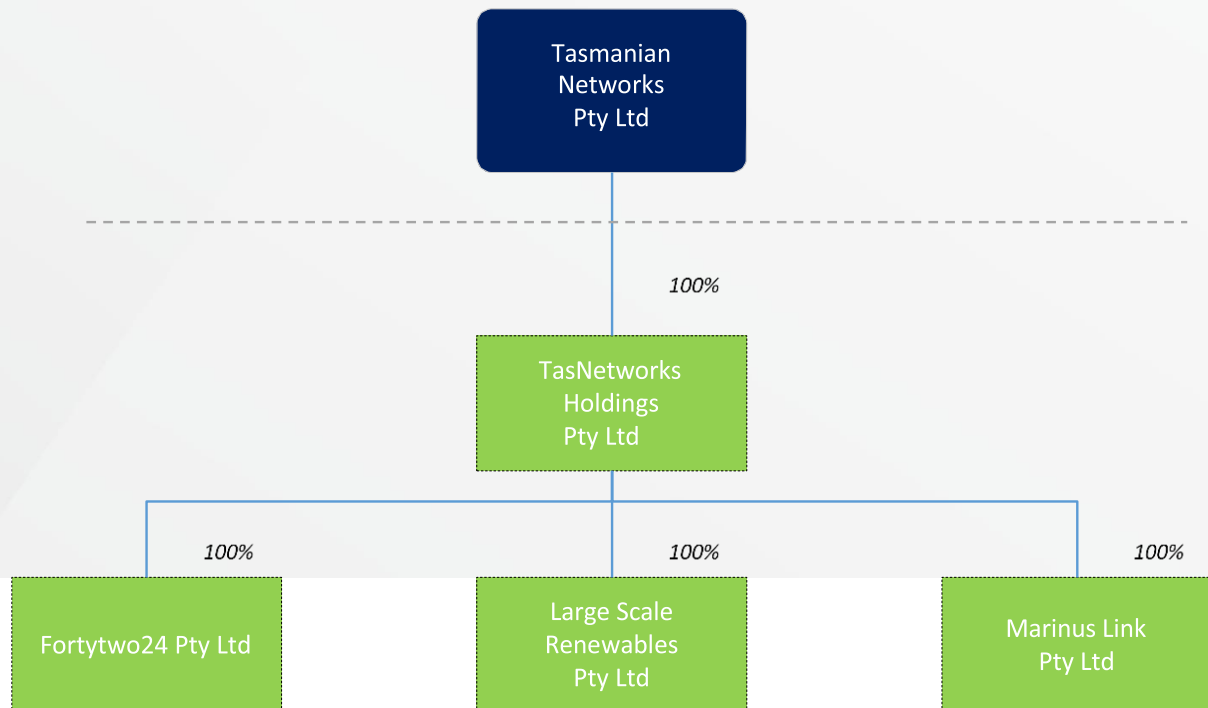 Tasmanian
Networks
Pty Ltd
100%
TasNetworks
Holdings
Pty Ltd
100%
100%
100%
Fortytwo24 Pty Ltd
Large Scale
Renewables
Pty Ltd
Marinus Link
Pty Ltd